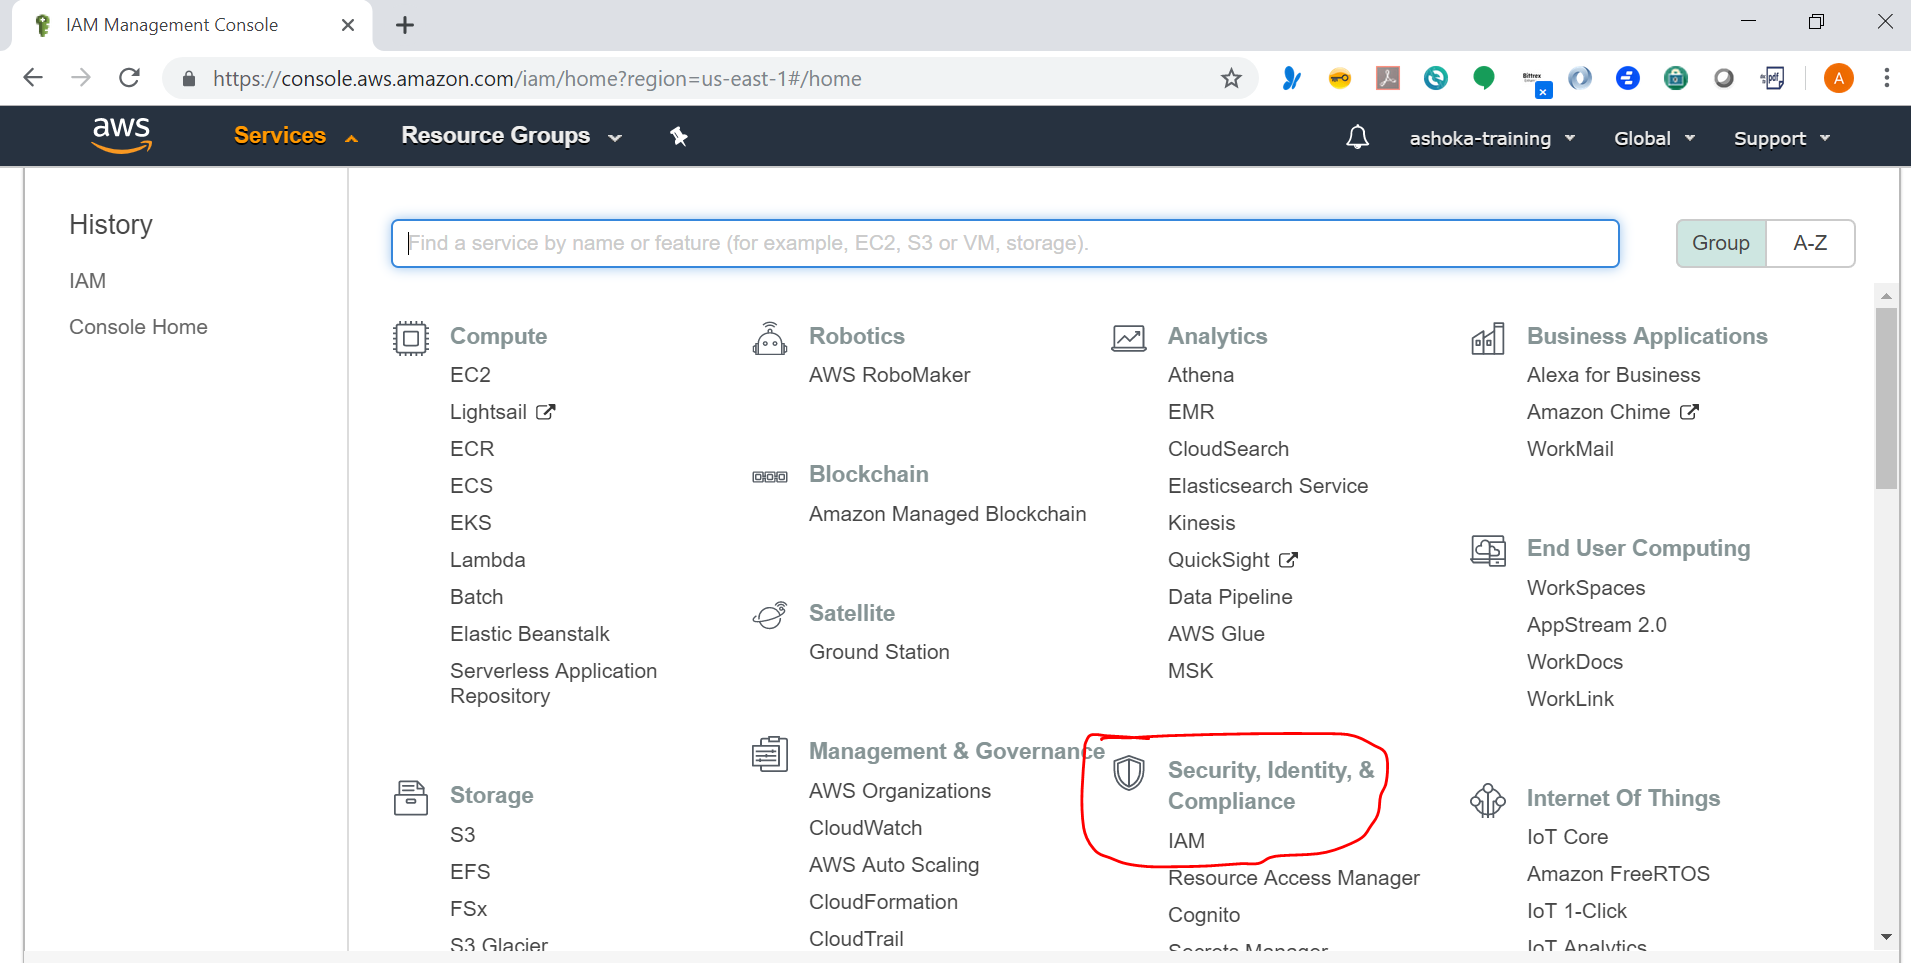 IAM Management Console
https://console.aws.amazon.com/iam/home?region=us-east-1#/home
A
aws
Services
Resource Groups
ashoka-training
Global
Support
History
IAM
Console Home
Find a service by name or feature (for example, EC2, S3 or VM, storage).
Group
A-Z
Compute
EC2
Lightsail
ECR
ECS
EKS
Lambda
Batch
Elastic Beanstalk
Serverless Application
Repository
Storage
S3
EFS
FSx
S3 Glacier
Robotics
AWS RoboMaker
Blockchain
Amazon Managed Blockchain
Satellite
Ground Station
Management & Governance
AWS Organizations
CloudWatch
AWS Auto Scaling
CloudFormation
CloudTrail
Analytics
Athena
EMR
CloudSearch
Elasticsearch Service
Kinesis
QuickSight
Data Pipeline
AWS Glue
MSK
Security, Identity, &
Compliance
IAM
Resource Access Manager
Cognito
Secrets Manager
Business Applications
Alexa for Business
Amazon Chime
WorkMail
End User Computing
WorkSpaces
AppStream 2.0
WorkDocs
WorkLink
Internet Of Things
IoT Core
Amazon FreeRTOS
IoT 1-Click
IoT Analytics